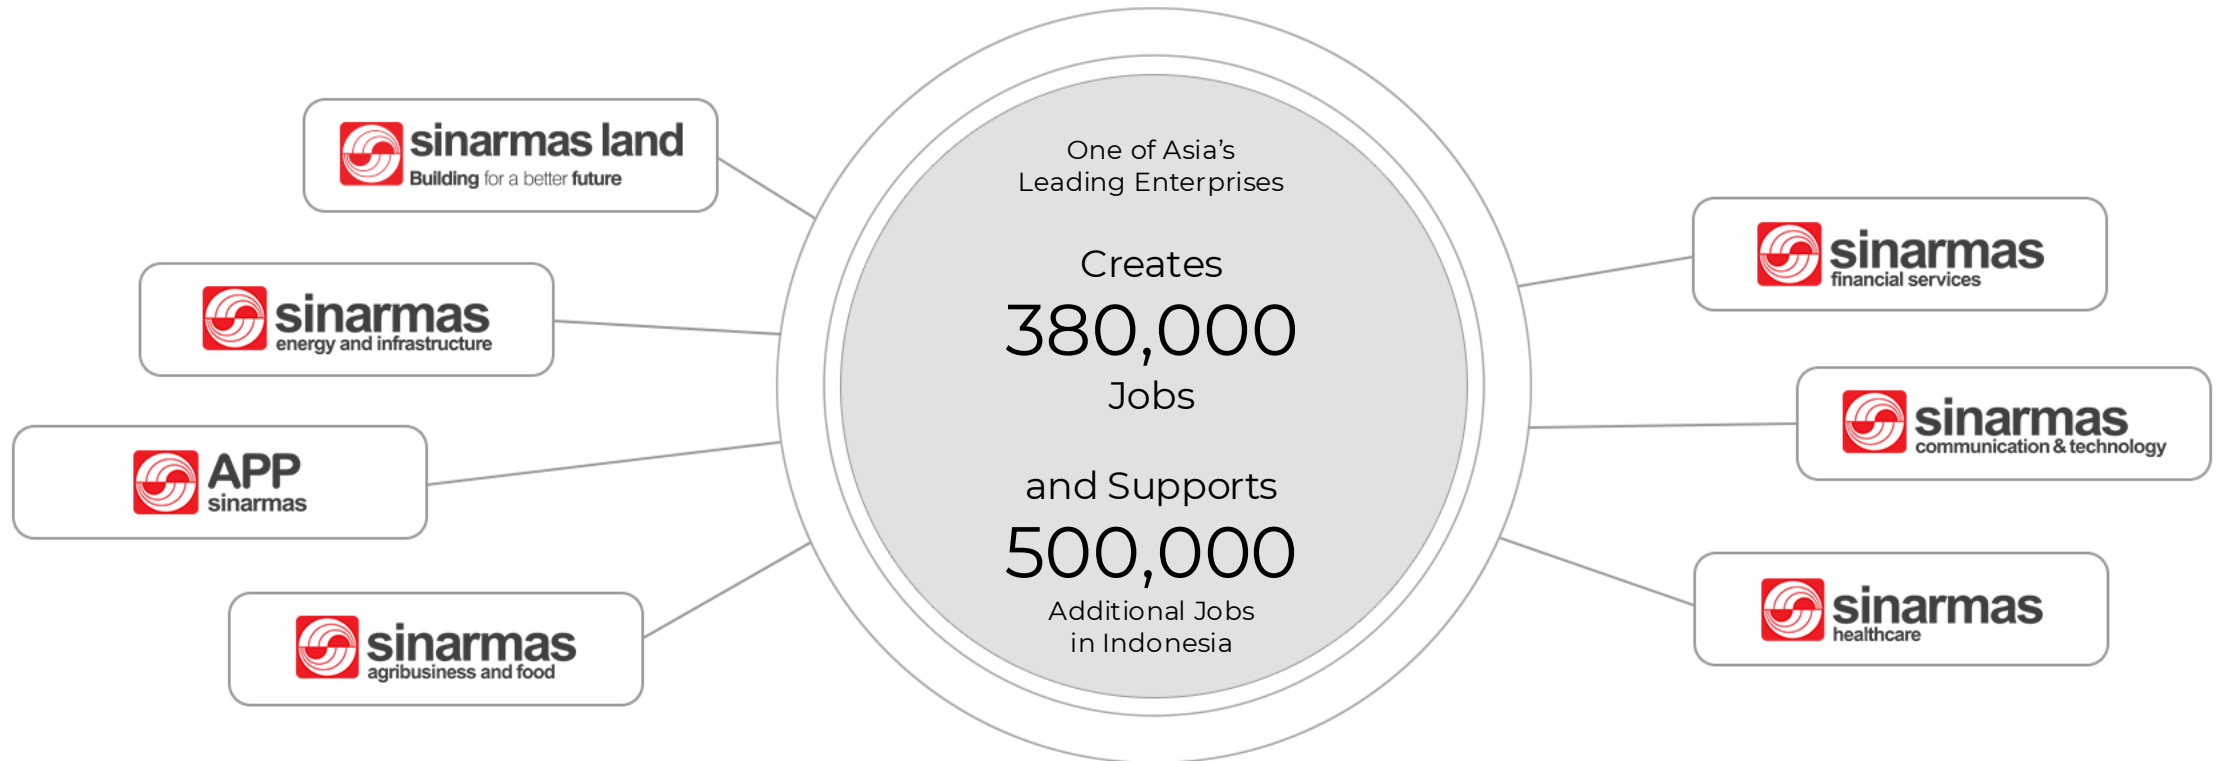 sinarmas land
Building for a better future
sinarmas
energy and infrastructure
APP
sinarmas
sinarmas
agribusiness and food
One of Asia’s
Leading Enterprises
Creates
380,000
Jobs
and Supports
500,000
Additional Jobs
in Indonesia
sinarmas
financial services
sinarmas
communication & technology
sinarmas
healthcare